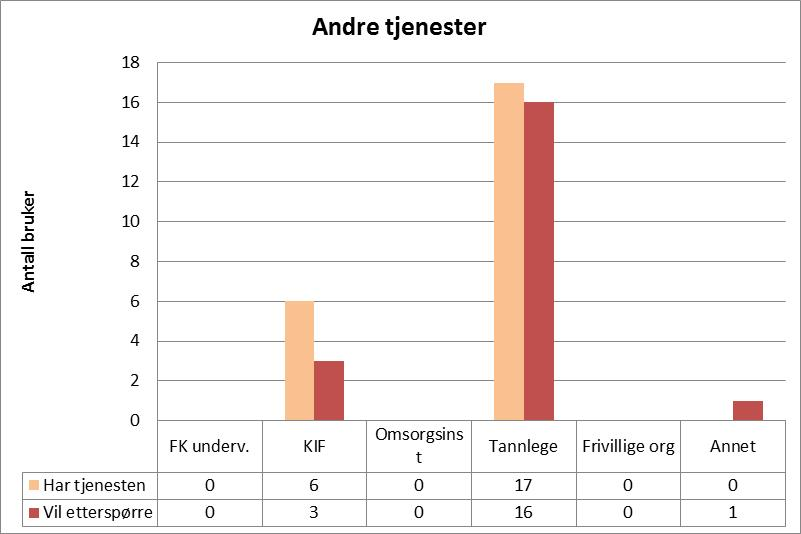 Andre tjenester
Antall bruker
18
16
14
12
10
8
6
4
2
0
FK underv. KIF Omsorgsins Tannlege Frivillige org Annet
t
Har tjenesten 0 6 0 17 0 0
Vil etterspørre 0 3 0 16 0 1